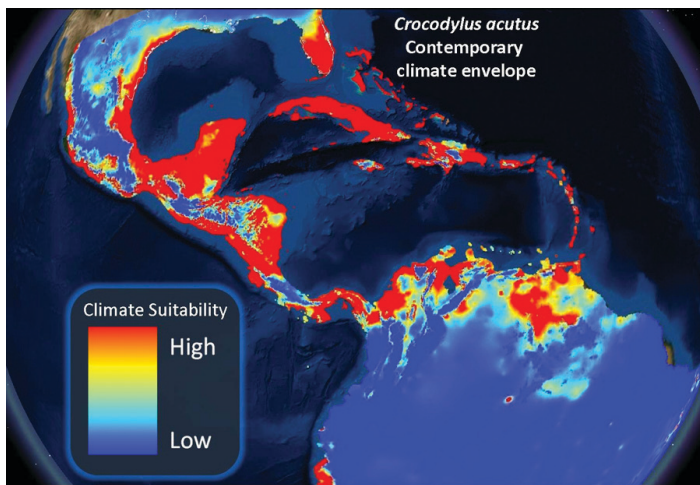 Crocodylus acutus
Contemporary
climate envelope
Climate Suitability
High
Low